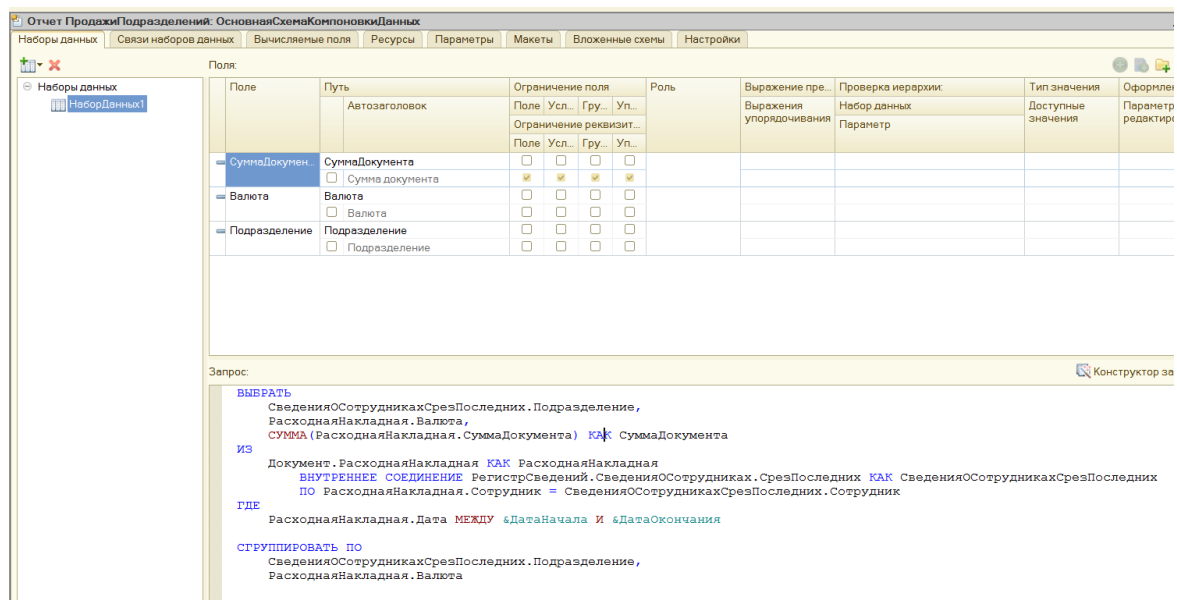 Отчет ПродажиПодразделений: ОсновнаяСхемаКомпоновкиДанных
Наборы данных Связи наборов данных Вычисляемые поля Ресурсы Параметры Макеты Вложенные схемы Настройки
Поля:
Наборы данных
НаборДанных1
Поле Путь Ограничение поля Роль Выражение пре... Проверка иерархии: Тип значения Оформлен
Автозаголовок Поле Усл... Гру... Уп... Выражения упорядочивания Набор данных Доступные значения Параметр редактиро
Ограничение реквизит... Параметр
Поле Усл... Гру... Уп...
СуммаДокумен... СуммаДокумента
Сумма документа
Валюта Валюта
Валюта
Подразделение Подразделение
Подразделение
Запрос:
Конструктор за
ВЫБРАТЬ
СведенияОСотрудникахСрезПоследних.Подразделение,
РасходнаяНакладная.Валюта,
СУММА(РасходнаяНакладная.СуммаДокумента) КАК СуммаДокумента
ИЗ
Документ.РасходнаяНакладная КАК РасходнаяНакладная
ВНУТРЕННЕЕ СОЕДИНЕНИЕ РегистрСведений.СведенияОСотрудниках.СрезПоследних КАК СведенияОСотрудникахСрезПоследних
ПО РасходнаяНакладная.Сотрудник = СведенияОСотрудникахСрезПоследних.Сотрудник
ГДЕ
РасходнаяНакладная.Дата МЕЖДУ &ДатаНачала И &ДатаОкончания
СГРУППИРОВАТЬ ПО
СведенияОСотрудникахСрезПоследних.Подразделение,
РасходнаяНакладная.Валюта